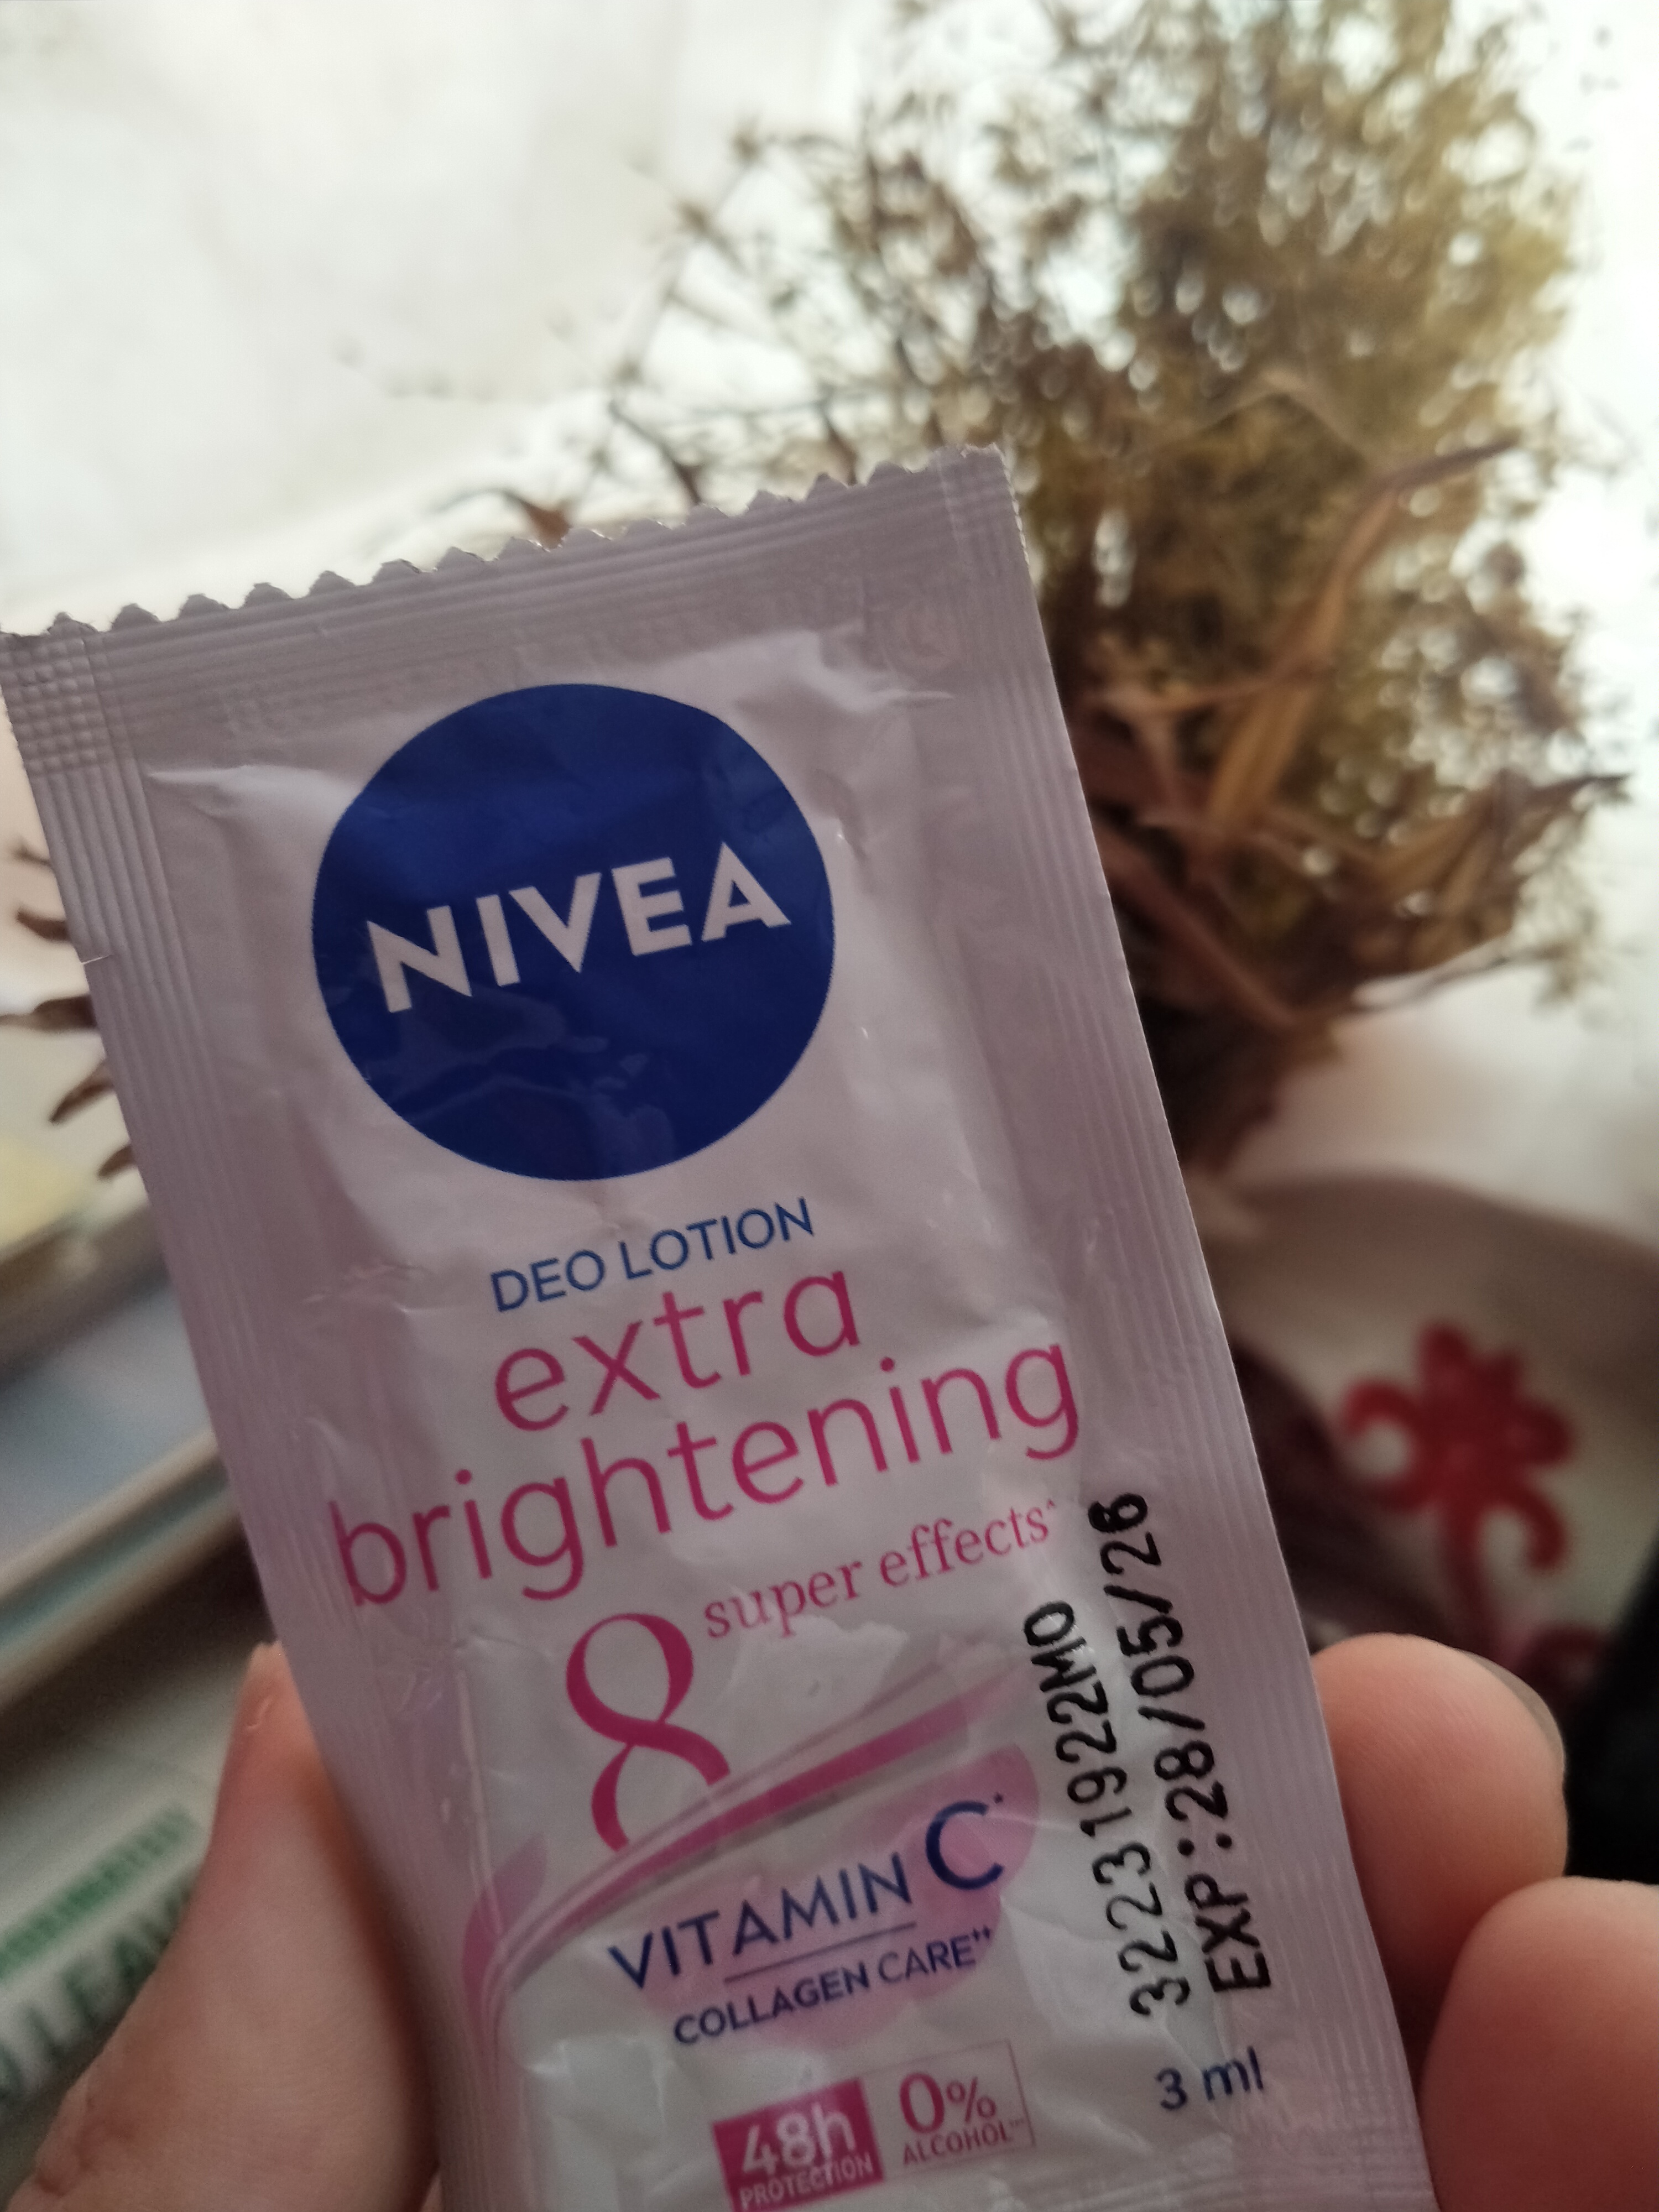 NIVEA
DEO LOTION
extra
brightening
8 super effects^
VITAMIN C*
COLLAGEN CARE**
48h
PROTECTION
0%
ALCOHOL***
32231922M0
EXP:28/05/26
3 ml